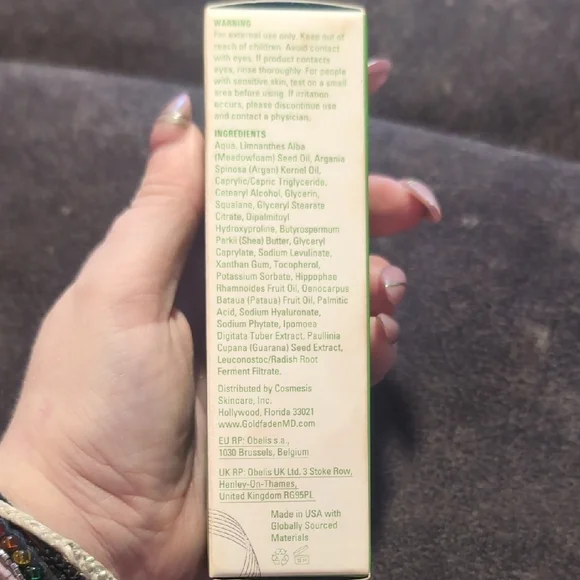 WARNING
For external use only. Keep out of
reach of children. Avoid contact
with eyes. If product contacts
eyes, rinse thoroughly. For people
with sensitive skin, test on a small
area before using. If irritation
occurs, please discontinue use
and contact a physician.
INGREDIENTS
Aqua, Limnanthes Alba
(Meadowfoam) Seed Oil, Argania
Spinosa (Argan) Kernel Oil,
Caprylic/Capric Triglyceride,
Cetearyl Alcohol, Glycerin,
Squalane, Glyceryl Stearate
Citrate, Dipalmitoyl
Hydroxyproline, Butyrospermum
Parkii (Shea) Butter, Glyceryl
Caprylate, Sodium Levulinate,
Xanthan Gum, Tocopherol,
Potassium Sorbate, Hippophae
Rhamnoides Fruit Oil, Oenocarpus
Bataua (Pataua) Fruit Oil, Palmitic
Acid, Sodium Hyaluronate,
Sodium Phytate, Ipomoea
Digitata Tuber Extract, Paullinia
Cupana (Guarana) Seed Extract,
Leuconostoc/Radish Root
Ferment Filtrate.
Distributed by Cosmesis
Skincare, Inc.
Hollywood, Florida 33021
www.GoldfadenMD.com
EU RP: Obelis s.a.,
1030 Brussels, Belgium
UK RP: Obelis UK Ltd. 3 Stoke Row,
Henley-On-Thames,
United Kingdom RG95PL
Made in USA with
Globally Sourced
Materials